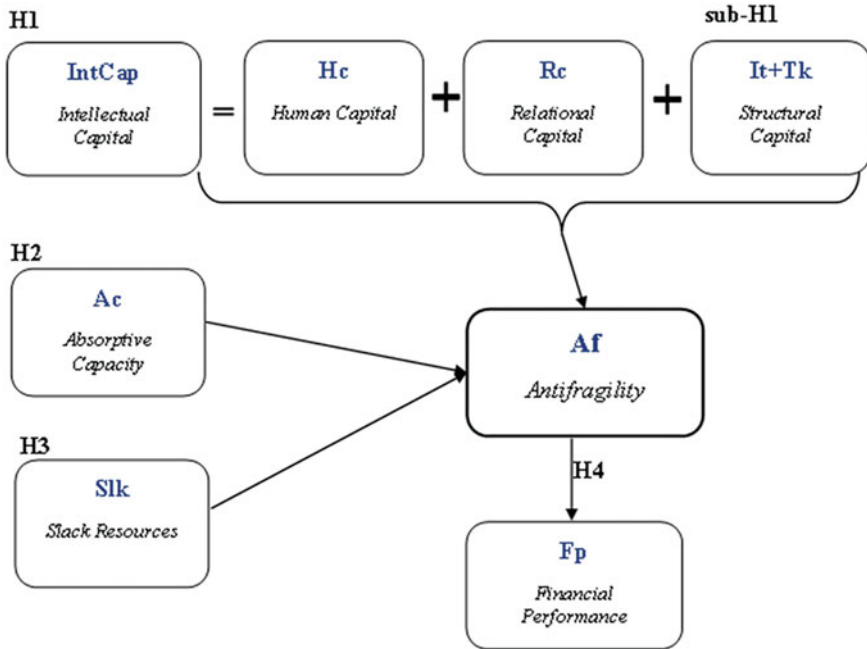 H1
sub-H1
IntCap
Intellectual
Capital
=
Hc
Human Capital
+
Rc
Relational
Capital
+
It+Tk
Structural
Capital
H2
Ac
Absorptive
Capacity
Af
Antifragility
H3
Slk
Slack Resources
H4
Fp
Financial
Performance